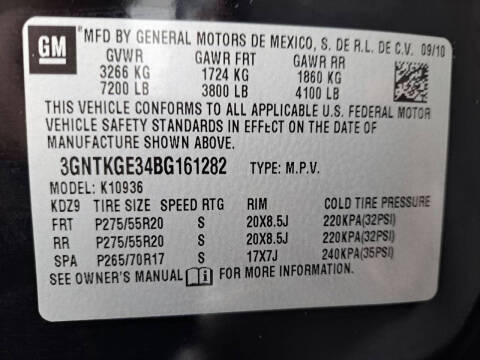 GM
MFD BY GENERAL MOTORS DE MEXICO, S. DE R.L. DE C.V. 09/10
GVWR GAWR FRT GAWR RR
3266 KG 1724 KG 1860 KG
7200 LB 3800 LB 4100 LB
THIS VEHICLE CONFORMS TO ALL APPLICABLE U.S. FEDERAL MOTOR
VEHICLE SAFETY STANDARDS IN EFFECT ON THE DATE OF
MANUFACTURE SHOWN ABOVE.
3GNTKGE34BG161282 TYPE: M.P.V.
MODEL: K10936
KDZ9 TIRE SIZE SPEED RTG RIM COLD TIRE PRESSURE
FRT P275/55R20 S 20X8.5J 220KPA(32PSI)
RR P275/55R20 S 20X8.5J 220KPA(32PSI)
SPA P265/70R17 S 17X7J 240KPA(35PSI)
SEE OWNER'S MANUAL i FOR MORE INFORMATION.